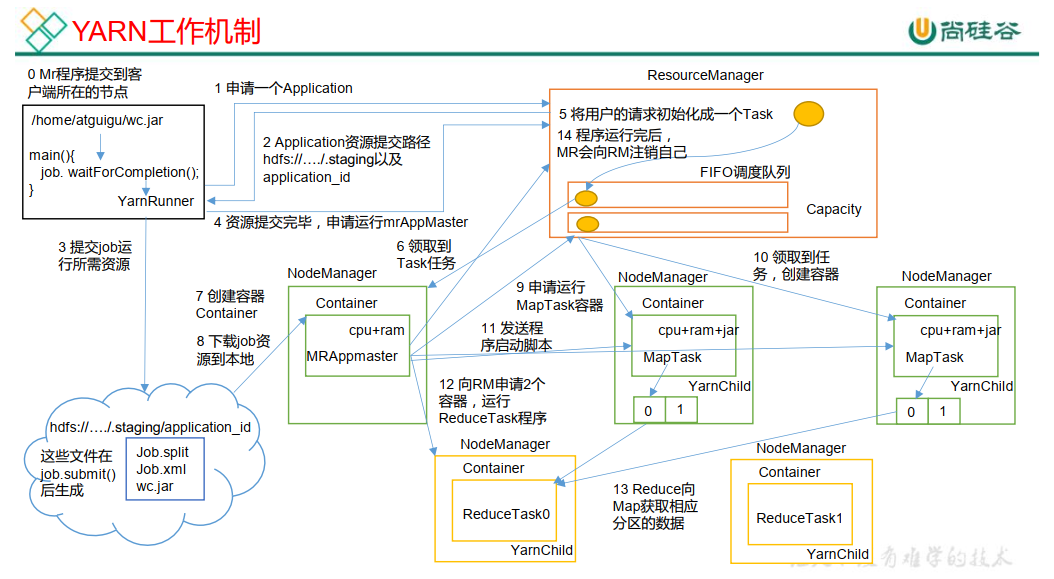 YARN工作机制
尚硅谷
0 Mr程序提交到客
户端所在的节点
/home/atguigu/wc.jar
main(){
job. waitForCompletion();
}
YarnRunner
1 申请一个Application
2 Application资源提交路径
hdfs://…./.staging以及
application_id
4 资源提交完毕，申请运行mrAppMaster
ResourceManager
5 将用户的请求初始化成一个Task
14 程序运行完后，
MR会向RM注销自己
FIFO调度队列
Capacity
3 提交job运
行所需资源
6 领取到
Task任务
7 创建容器
Container
8 下载job资
源到本地
NodeManager
Container
cpu+ram
MRAppmaster
9 申请运行
MapTask容器
11 发送程
序启动脚本
10 领取到任
务，创建容器
NodeManager
Container
cpu+ram+jar
MapTask
YarnChild
0
1
NodeManager
Container
cpu+ram+jar
MapTask
YarnChild
0
1
12 向RM申请2个
容器，运行
ReduceTask程序
hdfs://…./.staging/application_id
这些文件在
job.submit()
后生成
Job.split
Job.xml
wc.jar
NodeManager
Container
ReduceTask0
YarnChild
13 Reduce向
Map获取相应
分区的数据
NodeManager
Container
ReduceTask1
YarnChild
有难学的技术